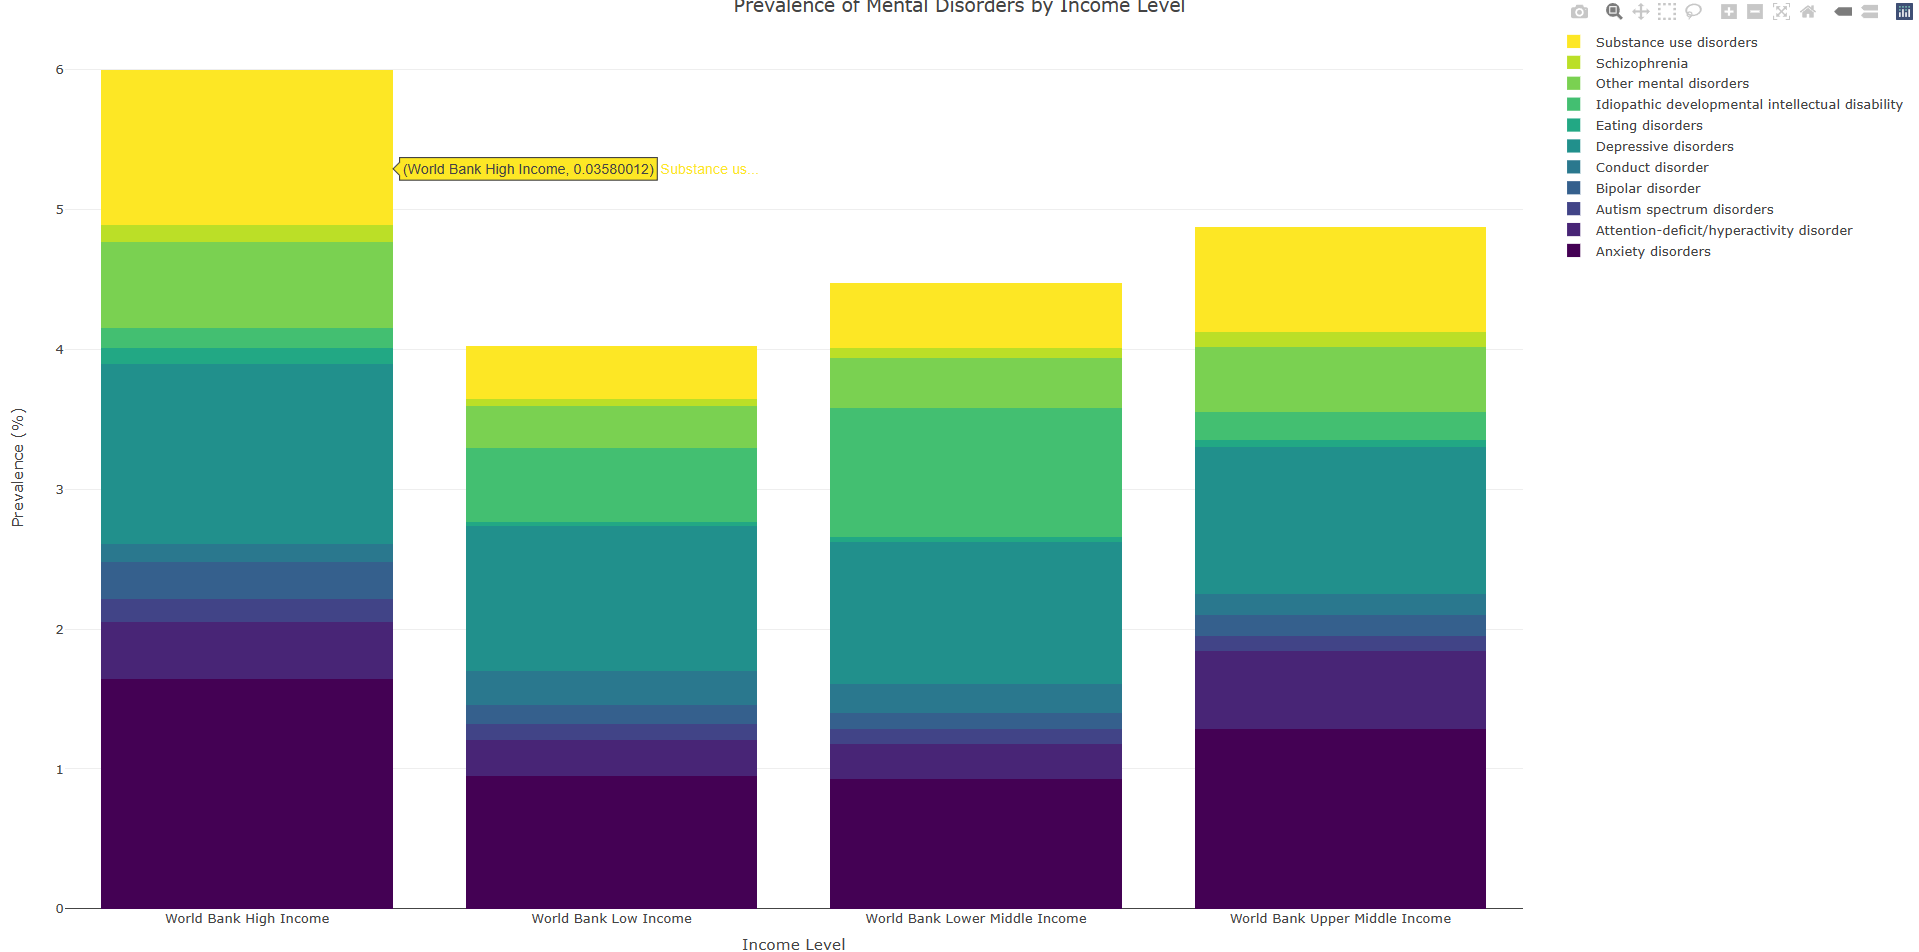 Prevalence of Mental Disorders by Income Level
Substance use disorders
Schizophrenia
Other mental disorders
Idiopathic developmental intellectual disability
Eating disorders
Depressive disorders
Conduct disorder
Bipolar disorder
Autism spectrum disorders
Attention-deficit/hyperactivity disorder
Anxiety disorders
6
(World Bank High Income, 0.03580012) Substance us...
5
4
3
2
1
0
Prevalence (%)
World Bank High Income
World Bank Low Income
World Bank Lower Middle Income
World Bank Upper Middle Income
Income Level